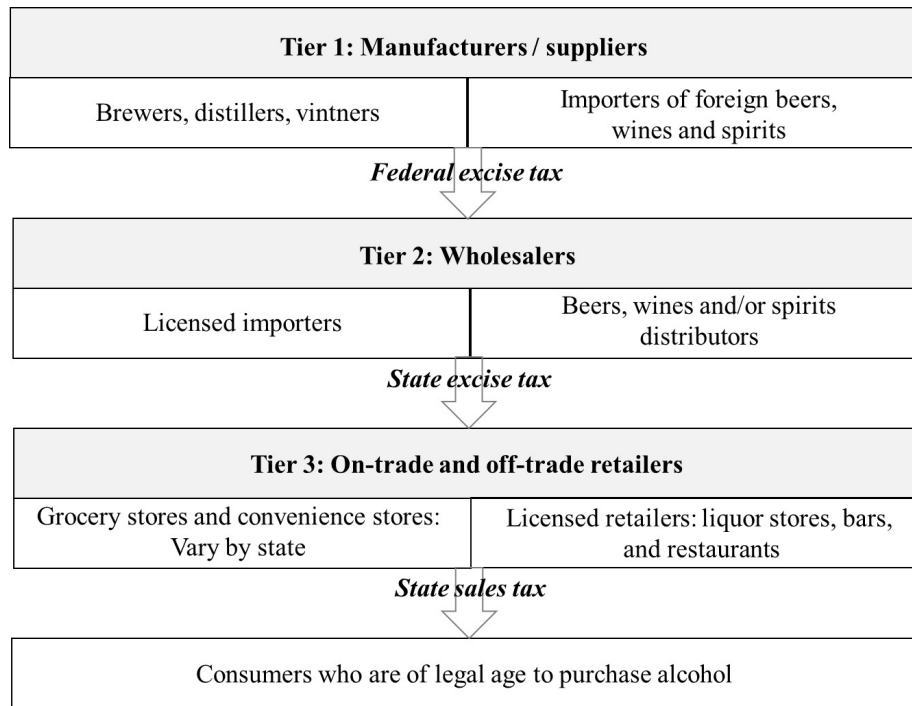 Tier 1: Manufacturers / suppliers
Brewers, distillers, vintners
Importers of foreign beers,
wines and spirits
Federal excise tax
Tier 2: Wholesalers
Licensed importers
Beers, wines and/or spirits
distributors
State excise tax
Tier 3: On-trade and off-trade retailers
Grocery stores and convenience stores:
Vary by state
Licensed retailers: liquor stores, bars,
and restaurants
State sales tax
Consumers who are of legal age to purchase alcohol